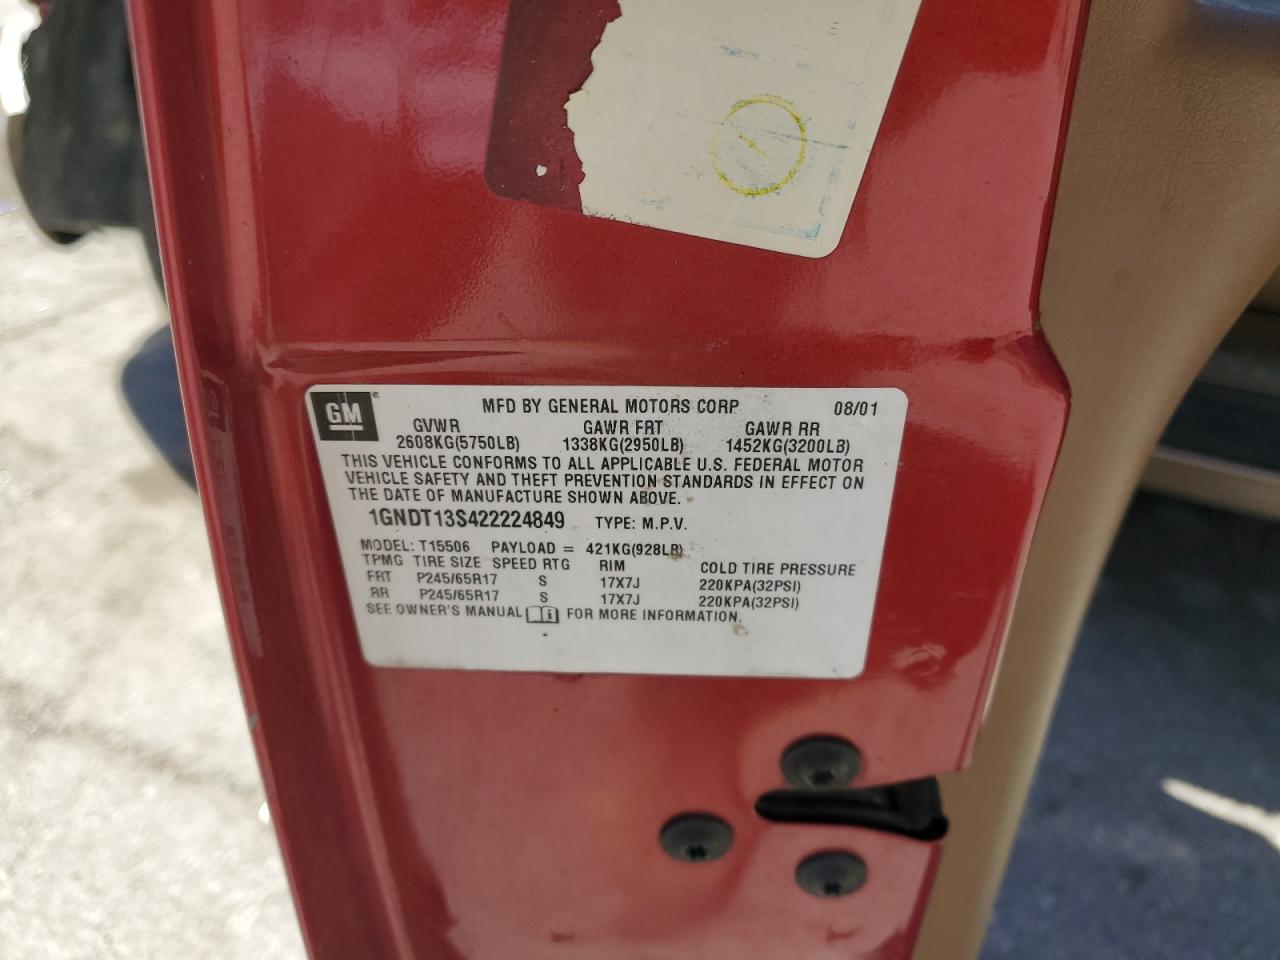 GM
MFD BY GENERAL MOTORS CORP 08/01
GVWR GAWR FRT GAWR RR
2608KG(5750LB) 1338KG(2950LB) 1452KG(3200LB)
THIS VEHICLE CONFORMS TO ALL APPLICABLE U.S. FEDERAL MOTOR
VEHICLE SAFETY AND THEFT PREVENTION STANDARDS IN EFFECT ON
THE DATE OF MANUFACTURE SHOWN ABOVE.
1GNDT13S422224849 TYPE: M.P.V.
MODEL: T15506 PAYLOAD = 421KG(928LB)
TPMG TIRE SIZE SPEED RTG RIM COLD TIRE PRESSURE
FRT P245/65R17 S 17X7J 220KPA(32PSI)
RR P245/65R17 S 17X7J 220KPA(32PSI)
SEE OWNER'S MANUAL i FOR MORE INFORMATION.